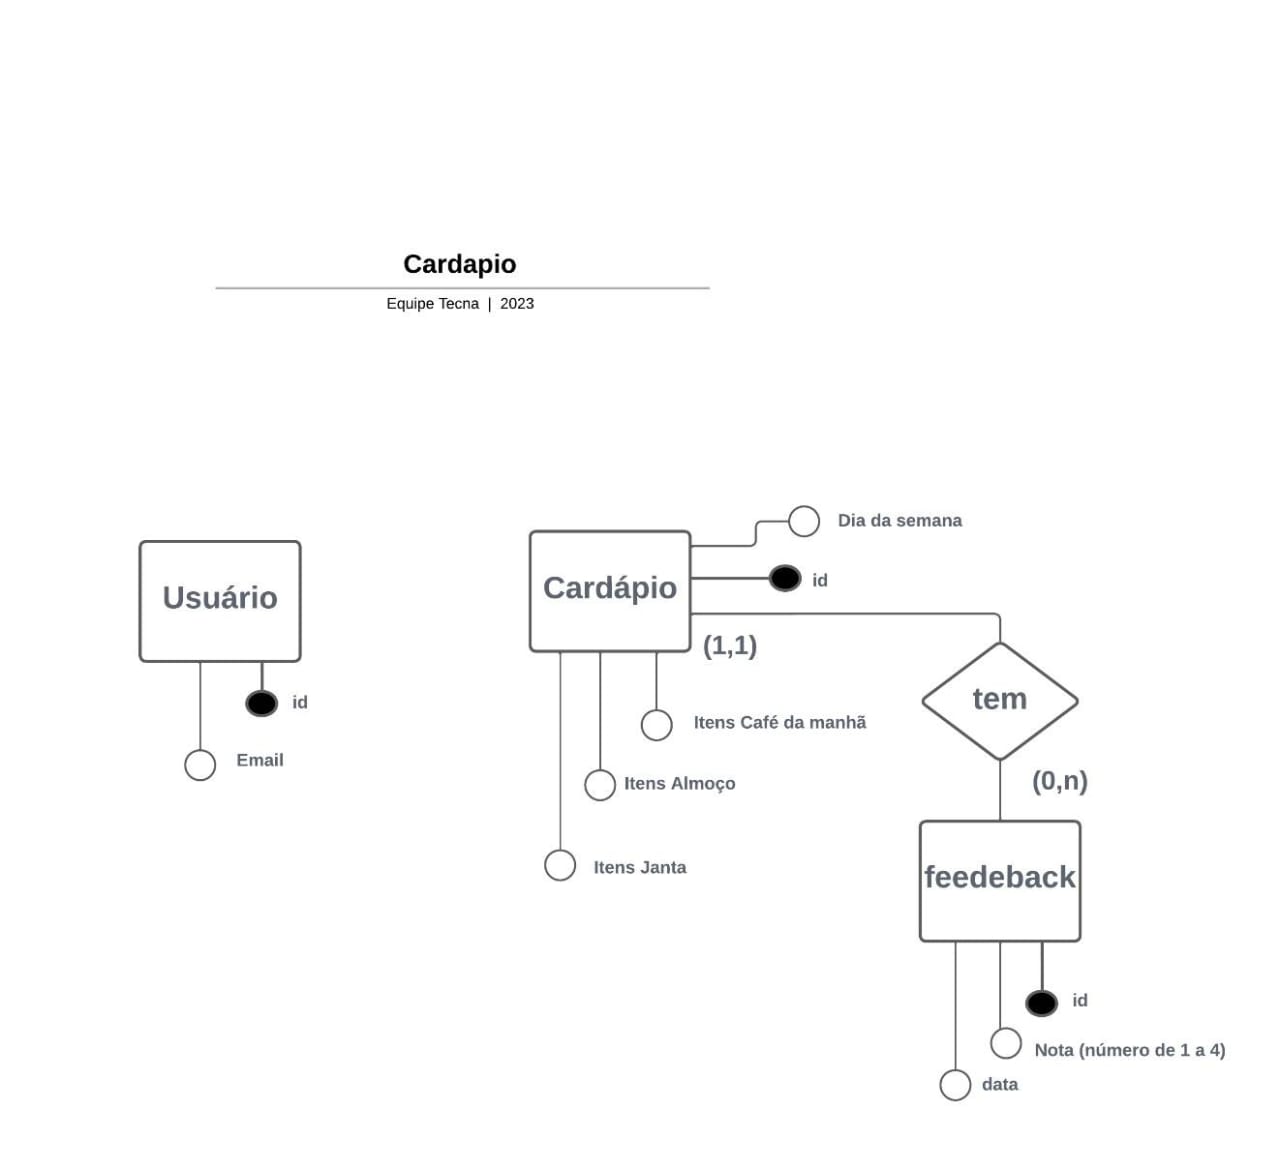 Cardapio
Equipe Tecna | 2023
Dia da semana
Usuário
Cardápio
id
(1,1)
id
tem
Itens Café da manhã
Email
Itens Almoço
(0,n)
Itens Janta
feedeback
id
Nota (número de 1 a 4)
data